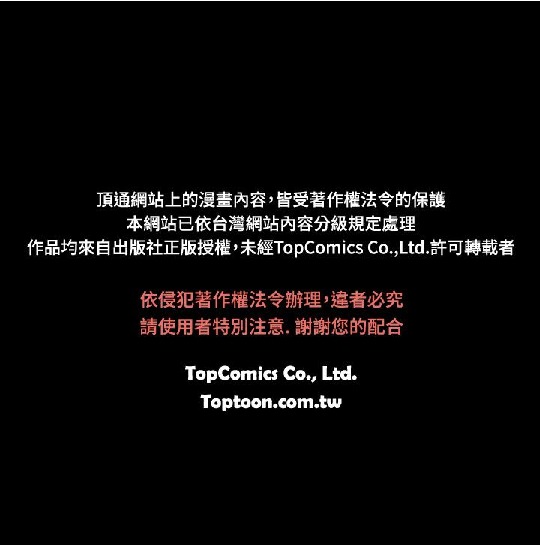 頂通網站上的漫畫內容，皆受著作權法令的保護
本網站已依台灣網站內容分級規定處理
作品均來自出版社正版授權，未經TopComics Co.,Ltd.許可轉載者
依侵犯著作權法令辦理，違者必究
請使用者特別注意. 謝謝您的配合
TopComics Co., Ltd.
Toptoon.com.tw